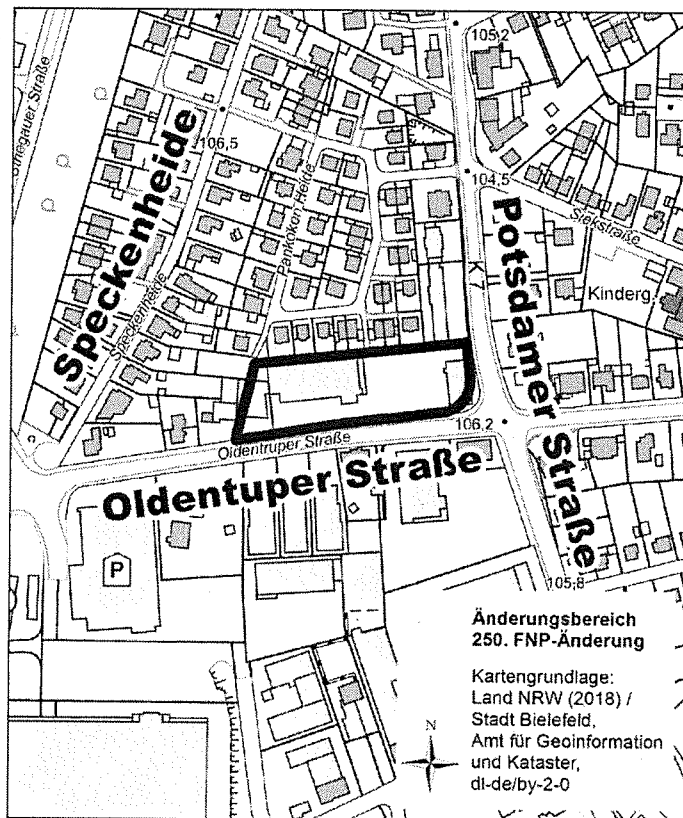 105,2
Striegauer Straße
106,5
Speckenheide
Speckenheide
Pankoken Heide
104,5
Siekstraße
K 7
Potsdamer Straße
Kinderg.
106,2
Oldentruper Straße
Oldentuper Straße
P
105,8
Änderungsbereich
250. FNP-Änderung
Kartengrundlage:
Land NRW (2018) /
Stadt Bielefeld,
Amt für Geoinformation
und Kataster,
dl-de/by-2-0
N